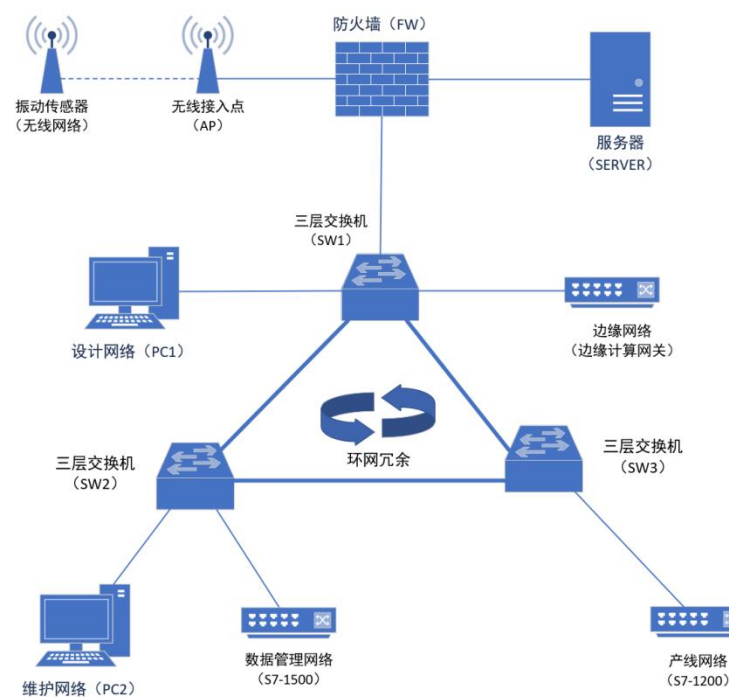 防火墙（FW）
振动传感器
（无线网络）
无线接入点
（AP）
服务器
（SERVER）
三层交换机
（SW1）
设计网络（PC1）
边缘网络
（边缘计算网关）
环网冗余
三层交换机
（SW2）
三层交换机
（SW3）
维护网络（PC2）
数据管理网络
（S7-1500）
产线网络
（S7-1200）